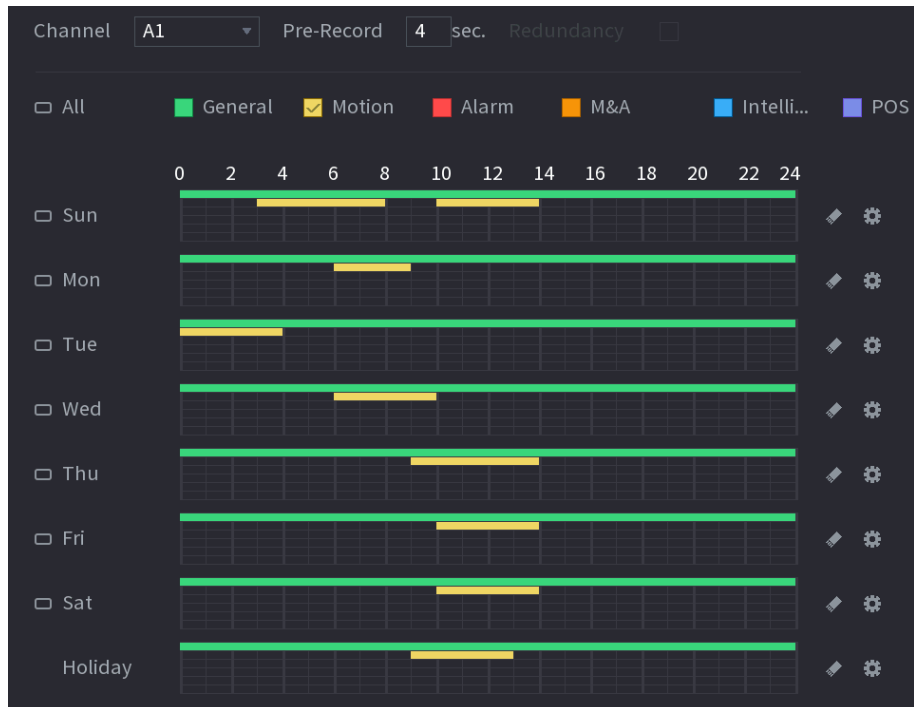 Channel A1 Pre-Record 4 sec. Redundancy
All General Motion Alarm M&A Intelli... POS
0 2 4 6 8 10 12 14 16 18 20 22 24
Sun
Mon
Tue
Wed
Thu
Fri
Sat
Holiday